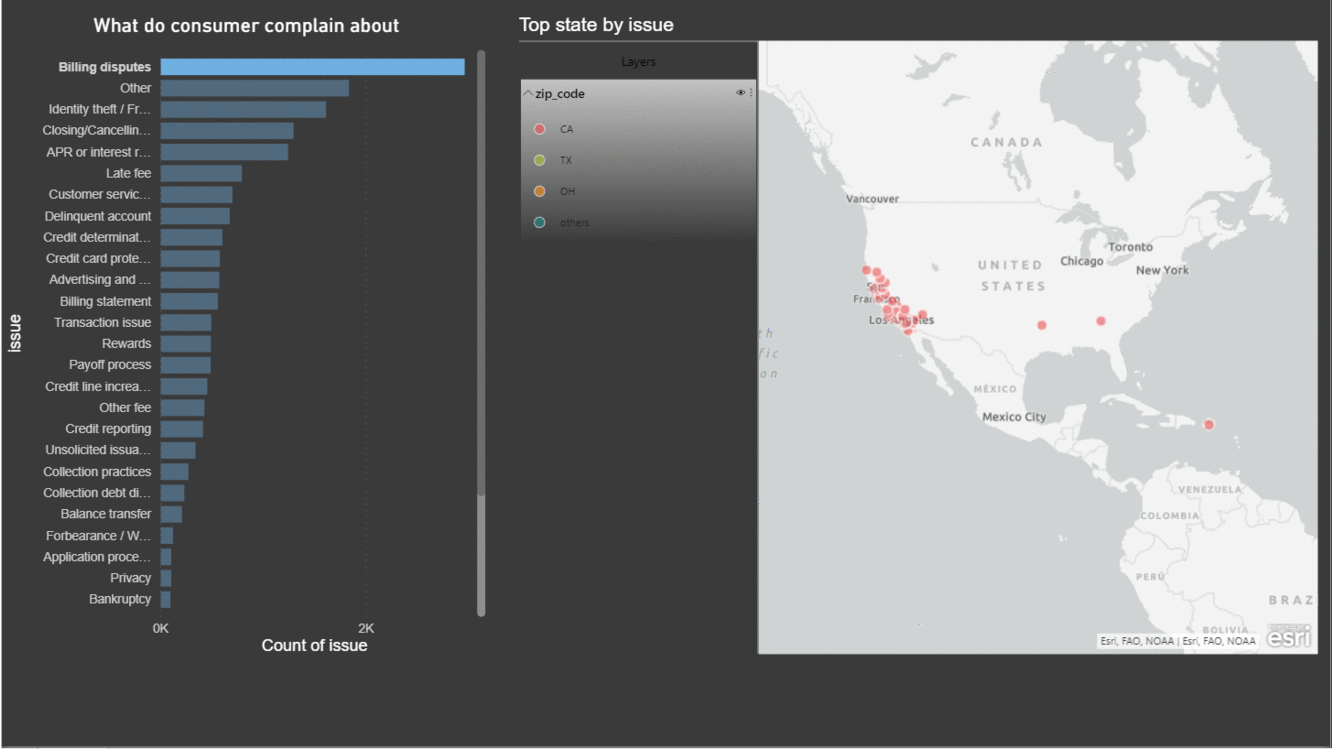 What do consumer complain about
Billing disputes
Other
Identity theft / Fr...
Closing/Cancellin...
APR or interest r...
Late fee
Customer servic...
Delinquent account
Credit determinat...
Credit card prote...
Advertising and ...
Billing statement
Transaction issue
Rewards
Payoff process
Credit line increa...
Other fee
Credit reporting
Unsolicited issua...
Collection practices
Collection debt di...
Balance transfer
Forbearance / W...
Application proce...
Privacy
Bankruptcy
issue
0K
2K
Count of issue
Top state by issue
Layers
zip_code
CA
TX
OH
others
CANADA
Vancouver
Toronto
Chicago
New York
UNITED
STATES
San
Francisco
Los Angeles
th
fic
an
MÉXICO
Mexico City
VENEZUELA
COLOMBIA
PERÚ
BRAZ
BOLIVIA
Esri, FAO, NOAA | Esri, FAO, NOAA
esri